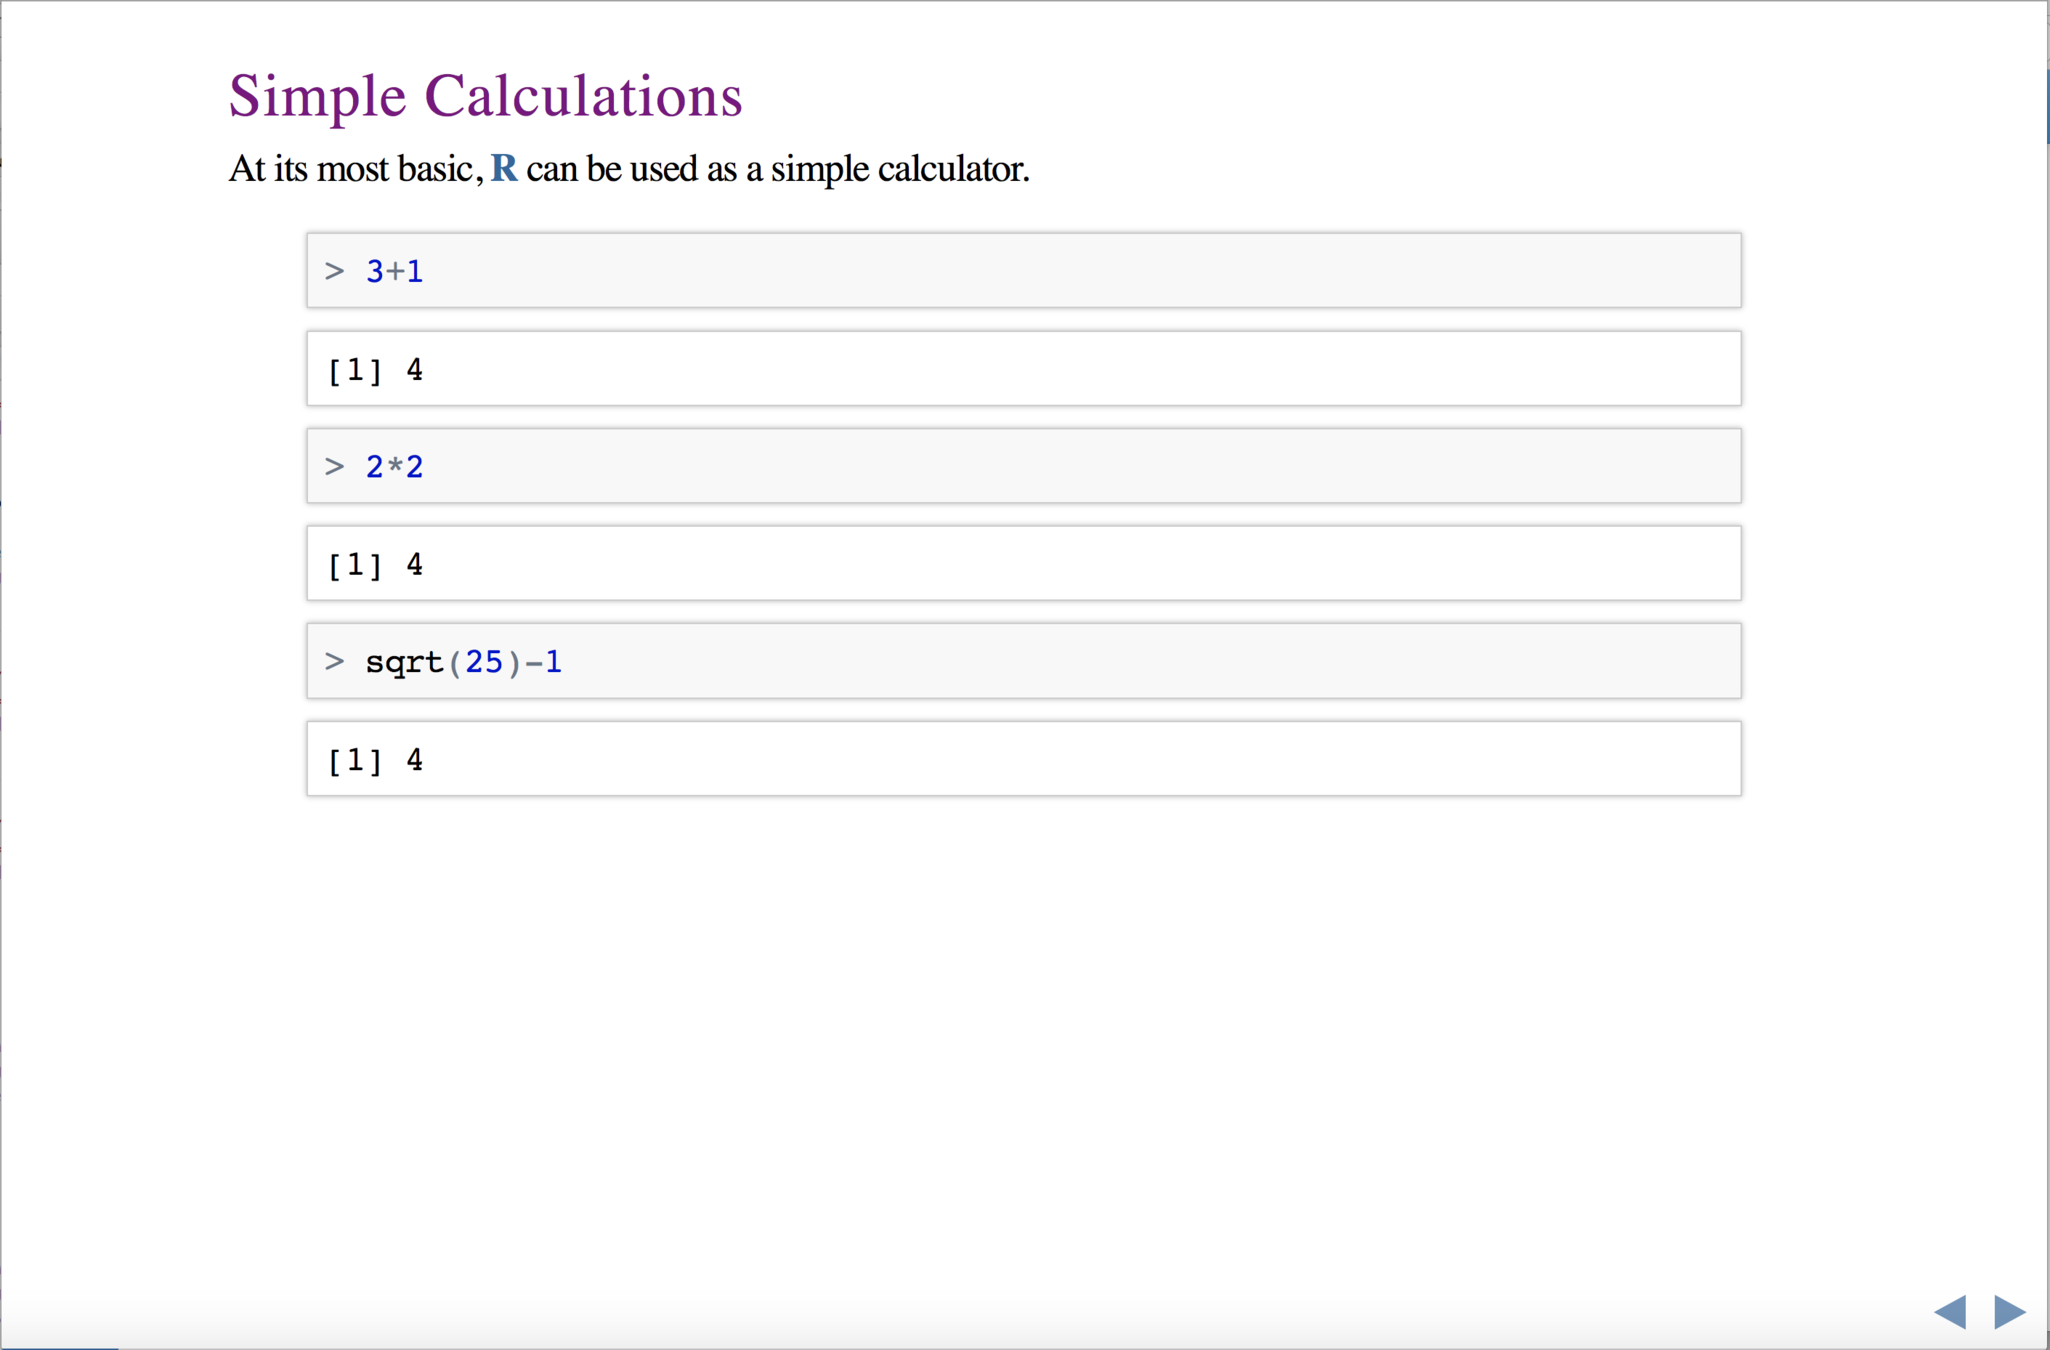 Simple Calculations
At its most basic, R can be used as a simple calculator.
> 3+1
[1] 4
> 2*2
[1] 4
> sqrt(25)-1
[1] 4